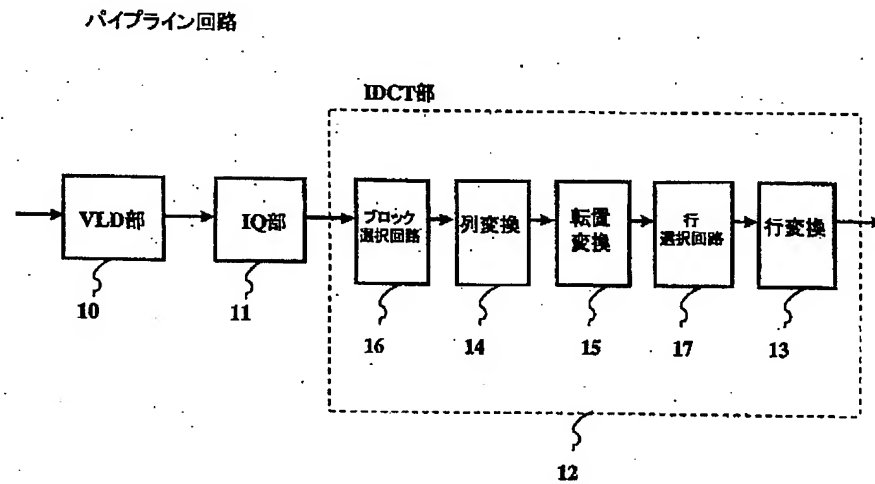 パイプライン回路
IDCT部
VLD部
IQ部
ブロック
選択回路
列変換
転置
変換
行
選択回路
行変換
10
11
16
14
15
17
13
12